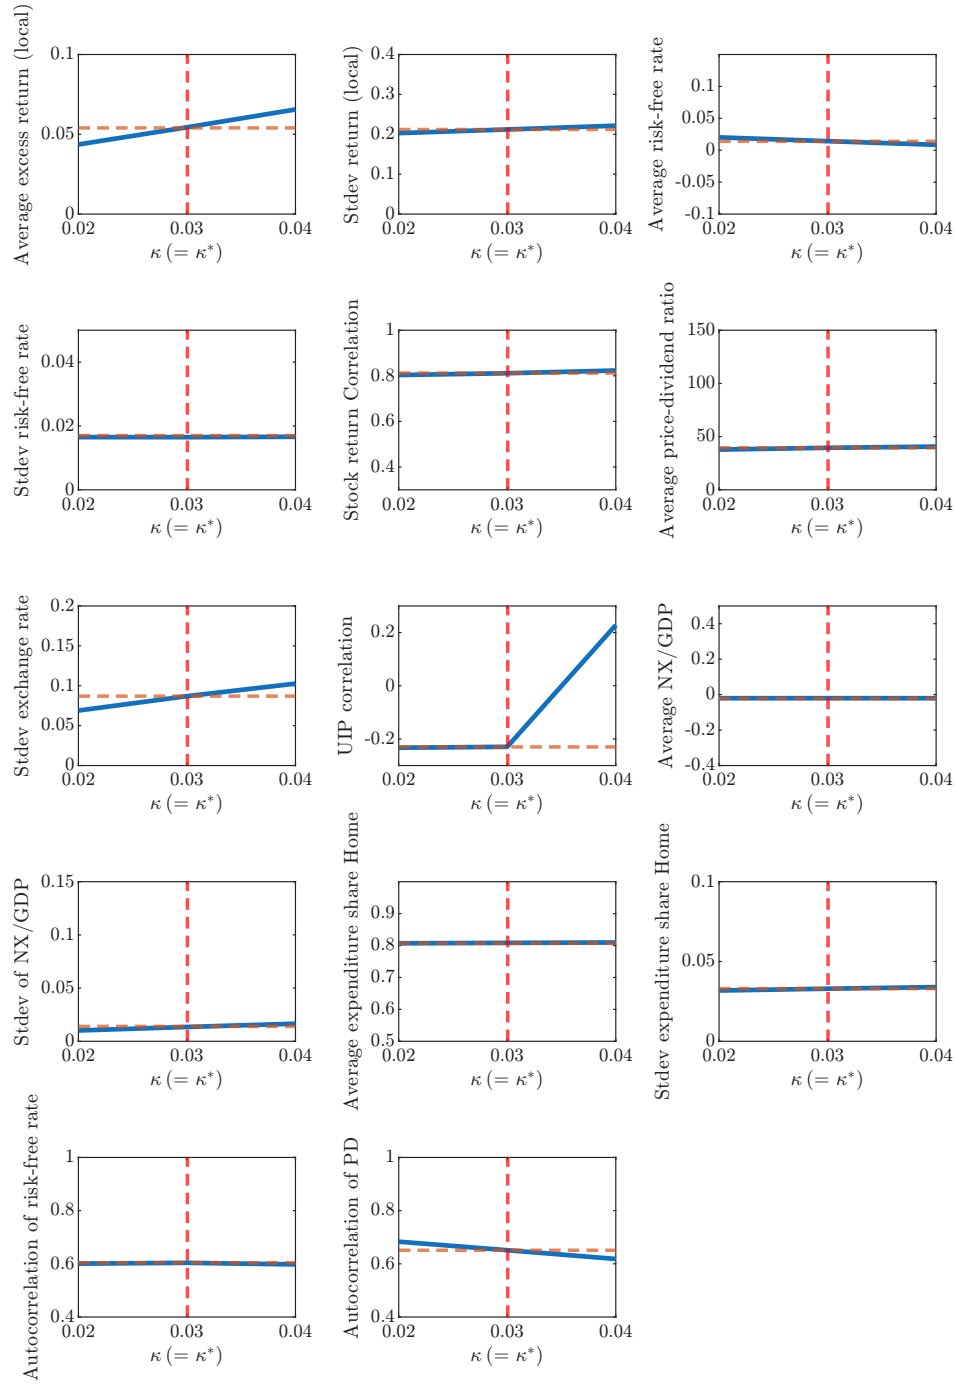 Average excess return (local)
0.1
0.05
0
0.02 0.03 0.04
κ (= κ*)
Stdev return (local)
0.4
0.3
0.2
0.1
0
0.02 0.03 0.04
κ (= κ*)
Average risk-free rate
0.1
0.05
0
-0.05
-0.1
0.02 0.03 0.04
κ (= κ*)
Stdev risk-free rate
0.04
0.02
0
0.02 0.03 0.04
κ (= κ*)
Stock return Correlation
1
0.8
0.6
0.4
0.02 0.03 0.04
κ (= κ*)
Average price-dividend ratio
150
100
50
0
0.02 0.03 0.04
κ (= κ*)
Stdev exchange rate
0.2
0.15
0.1
0.05
0
0.02 0.03 0.04
κ (= κ*)
UIP correlation
0.2
0
-0.2
0.02 0.03 0.04
κ (= κ*)
Average NX/GDP
0.4
0.2
0
-0.2
-0.4
0.02 0.03 0.04
κ (= κ*)
Stdev of NX/GDP
0.15
0.1
0.05
0
0.02 0.03 0.04
κ (= κ*)
Average expenditure share Home
0.9
0.8
0.7
0.6
0.5
0.02 0.03 0.04
κ (= κ*)
Stdev expenditure share Home
0.1
0.05
0
0.02 0.03 0.04
κ (= κ*)
Autocorrelation of risk-free rate
1
0.8
0.6
0.4
0.02 0.03 0.04
κ (= κ*)
Autocorrelation of PD
1
0.8
0.6
0.4
0.02 0.03 0.04
κ (= κ*)